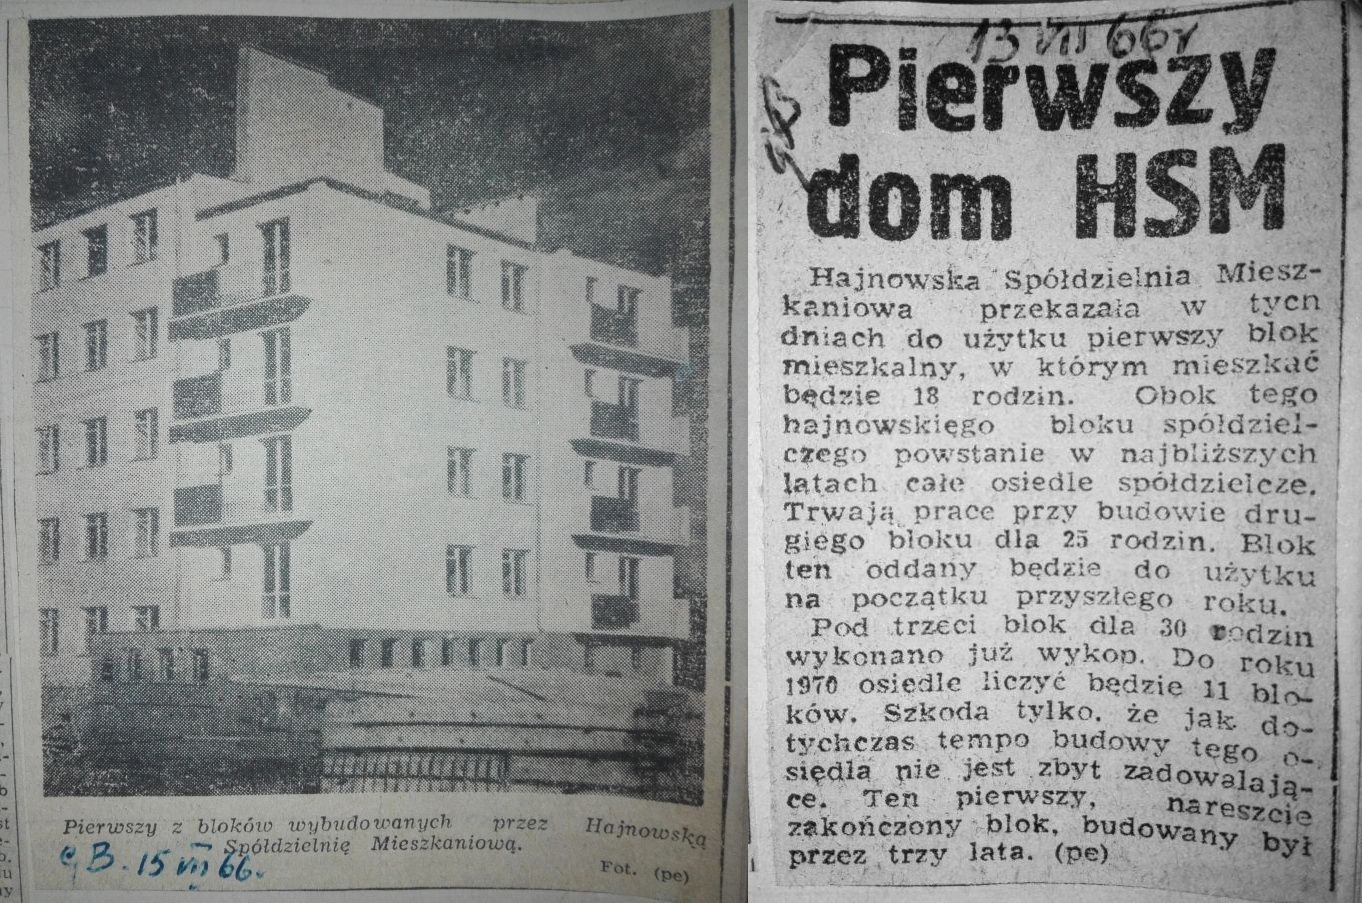 Pierwszy z bloków wybudowanych przez Hajnowską
Spółdzielnię Mieszkaniową.
GB. 15 VII 66.
Fot. (pe)
13 VII 66r
Pierwszy
dom HSM
Hajnowska Spółdzielnia Miesz-
kaniowa przekazała w tych
dniach do użytku pierwszy blok
mieszkalny, w którym mieszkać
będzie 18 rodzin. Obok tego
hajnowskięgo bloku spółdziel-
czego powstanie w najbliższych
latach całe osiedle spółdzielcze.
Trwają prace przy budowie dru-
giego bloku dla 25 rodzin. Blok
ten oddany będzie do użytku
na początku przyszłego roku.
Pod trzeci blok dla 30 rodzin
wykonano już wykop. Do roku
1970 osiedle liczyć będzie 11 blo-
ków. Szkoda tylko, że jak do-
tychczas tempo budowy tego o-
siedla nie jest zbyt zadowalają-
ce. Ten pierwszy, nareszcie
zakończony blok, budowany był
przez trzy lata. (pe)